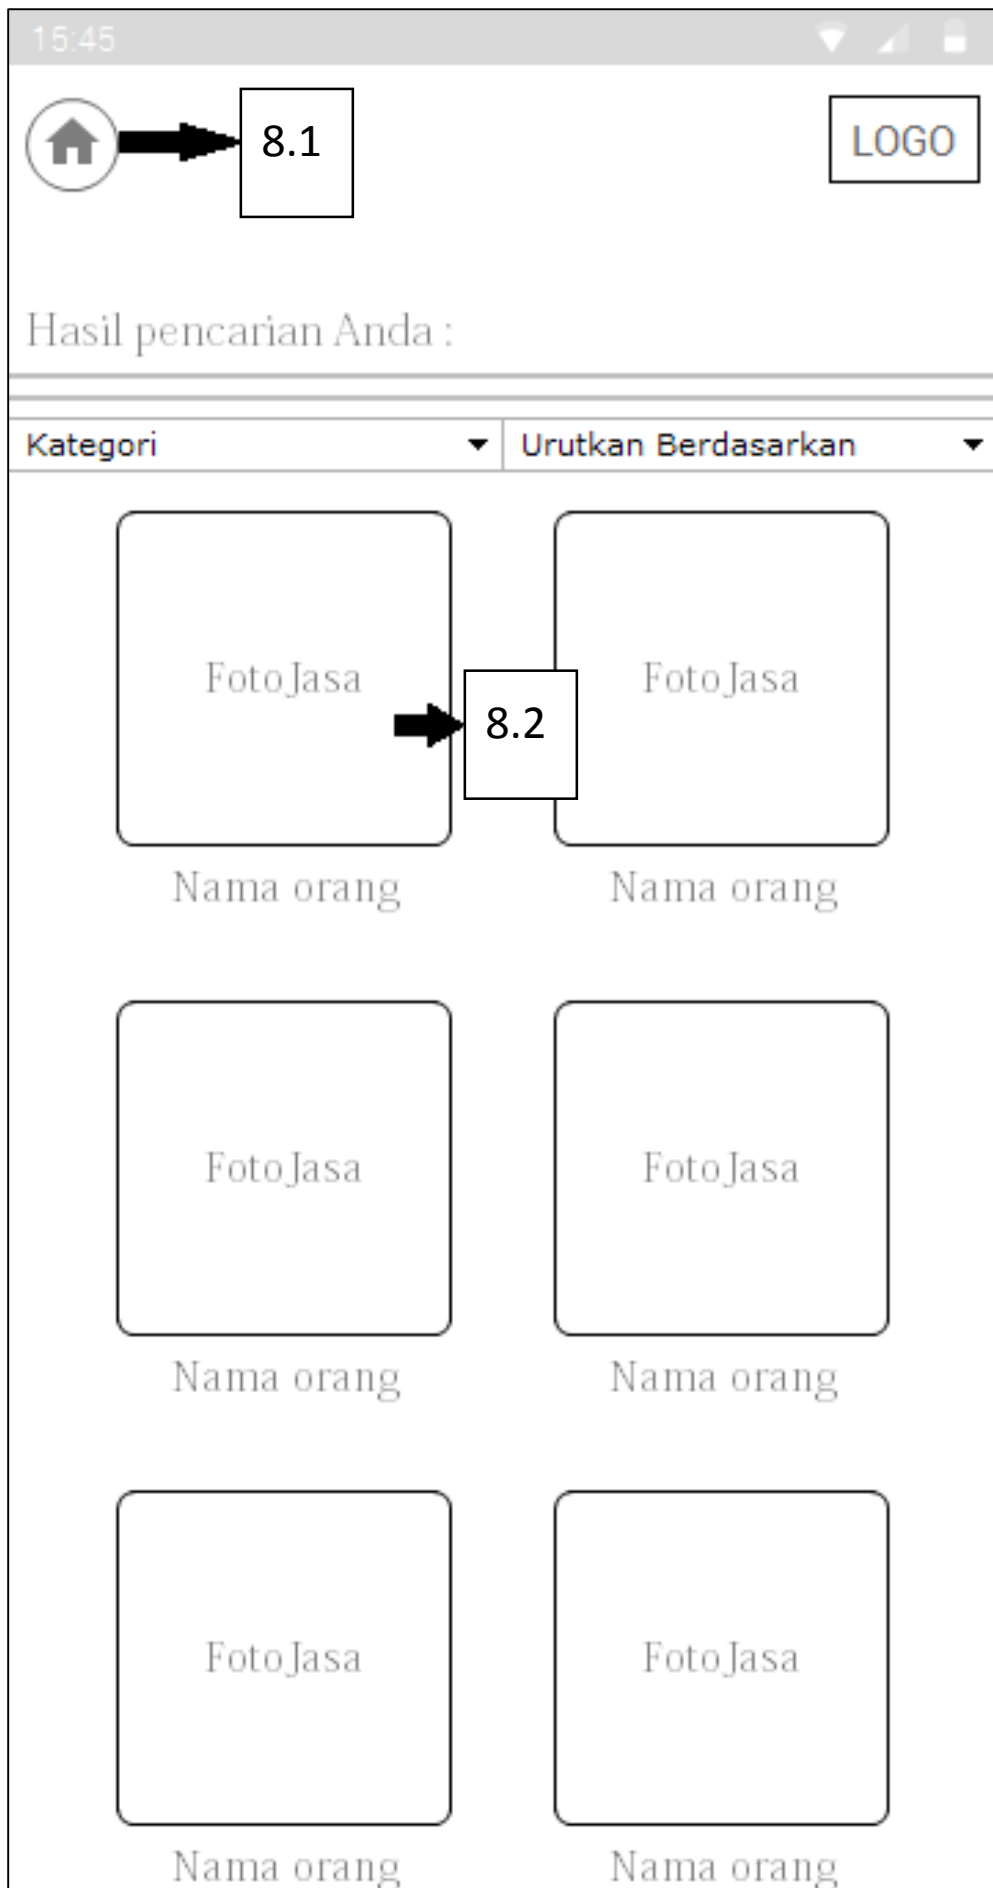 15:45
8.1
LOGO
Hasil pencarian Anda :
Kategori
Urutkan Berdasarkan
Foto Jasa
Foto Jasa
8.2
Nama orang
Nama orang
Foto Jasa
Foto Jasa
Nama orang
Nama orang
Foto Jasa
Foto Jasa
Nama orang
Nama orang